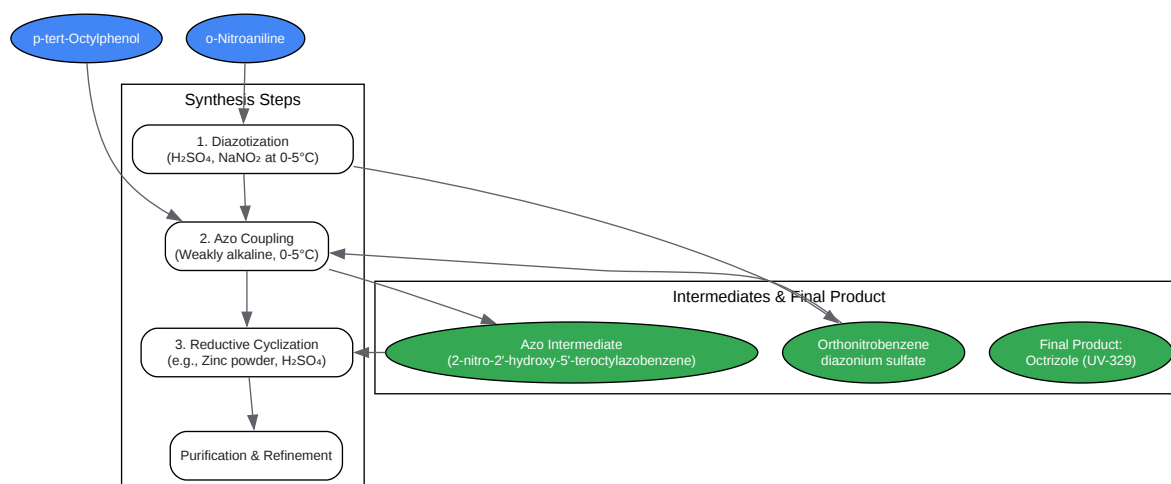 p-tert-Octylphenol
o-Nitroaniline
Synthesis Steps
1. Diazotization
(H₂SO₄, NaNO₂ at 0-5°C)
2. Azo Coupling
(Weakly alkaline, 0-5°C)
Intermediates & Final Product
3. Reductive Cyclization
(e.g., Zinc powder, H₂SO₄)
Azo Intermediate
(2-nitro-2'-hydroxy-5'-teroctylazobenzene)
Orthonitrobenzene
diazonium sulfate
Final Product:
Octrizole (UV-329)
Purification & Refinement